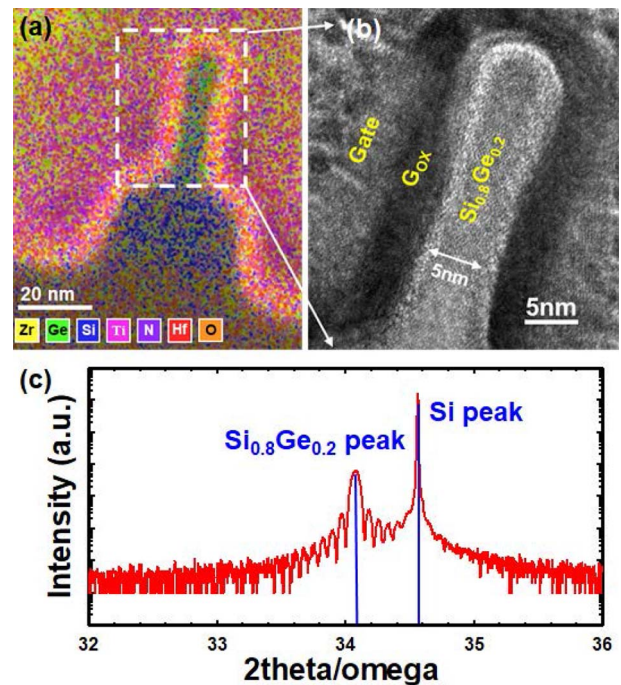 (a)
(b)
Gate
Gox
Si0.8Ge0.2
5nm
20 nm
5nm
Zr Ge Si Ti N Hf O
(c)
Si0.8Ge0.2 peak
Si peak
Intensity (a.u.)
32 33 34 35 36
2theta/omega